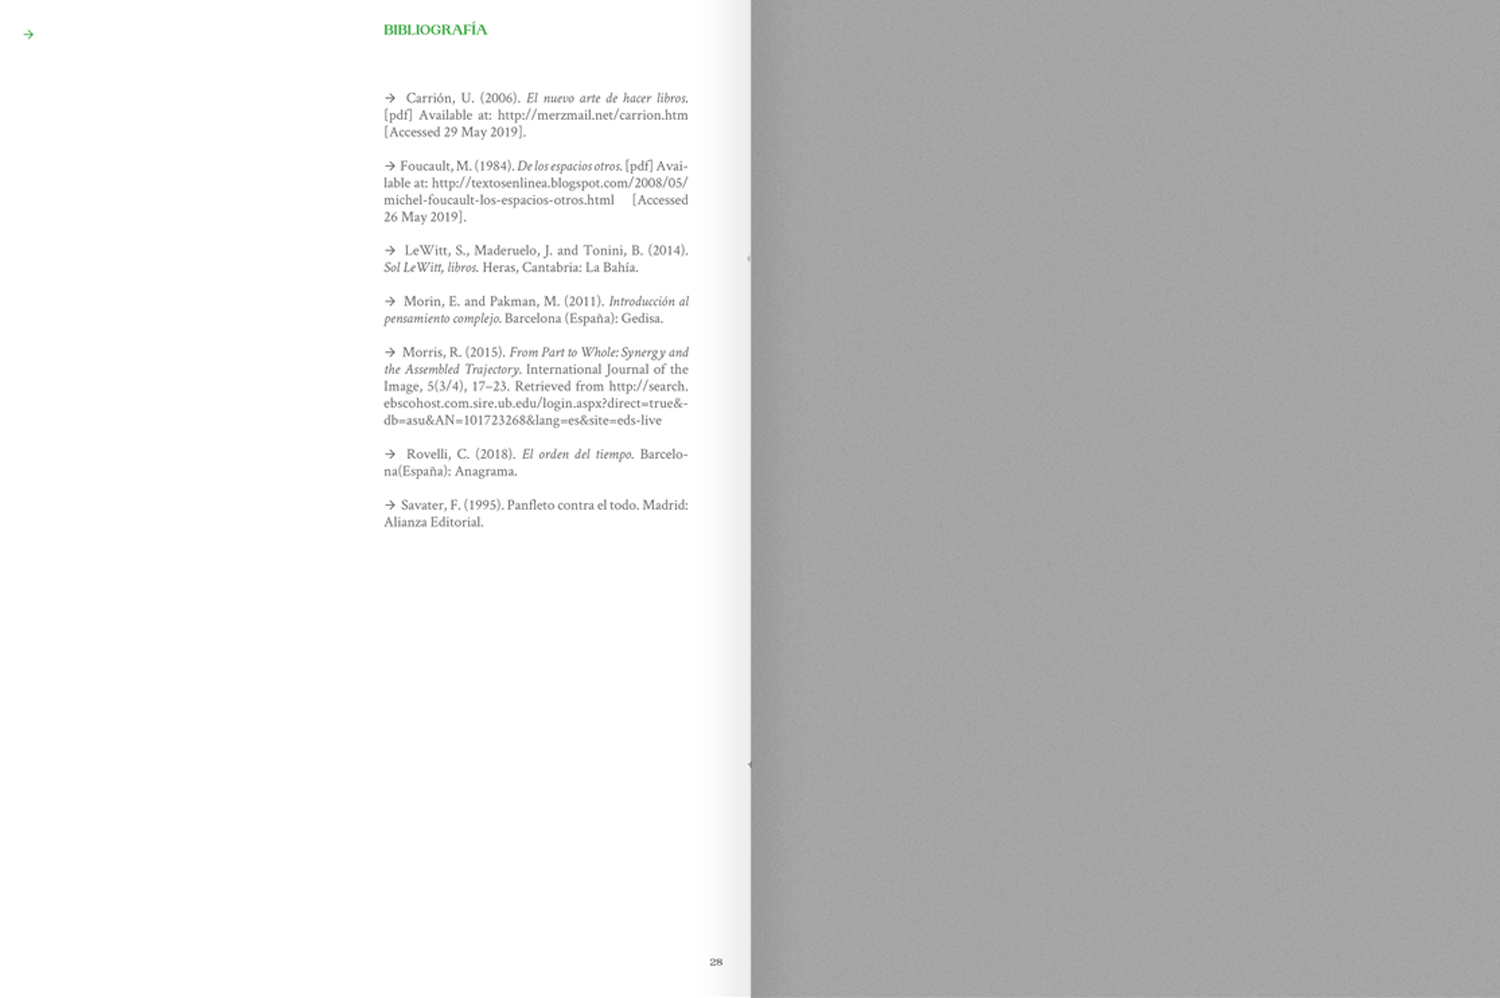 →
BIBLIOGRAFÍA
→ Carrión, U. (2006). El nuevo arte de hacer libros.
[pdf] Available at: http://merzmail.net/carrion.htm
[Accessed 29 May 2019].
→ Foucault, M. (1984). De los espacios otros. [pdf] Avai-
lable at: http://textosenlinea.blogspot.com/2008/05/
michel-foucault-los-espacios-otros.html [Accessed
26 May 2019].
→ LeWitt, S., Maderuelo, J. and Tonini, B. (2014).
Sol LeWitt, libros. Heras, Cantabria: La Bahía.
→ Morin, E. and Pakman, M. (2011). Introducción al
pensamiento complejo. Barcelona (España): Gedisa.
→ Morris, R. (2015). From Part to Whole: Synergy and
the Assembled Trajectory. International Journal of the
Image, 5(3/4), 17–23. Retrieved from http://search.
ebscohost.com.sire.ub.edu/login.aspx?direct=true&-
db=asu&AN=101723268&lang=es&site=eds-live
→ Rovelli, C. (2018). El orden del tiempo. Barcelo-
na(España): Anagrama.
→ Savater, F. (1995). Panfleto contra el todo. Madrid:
Alianza Editorial.
28